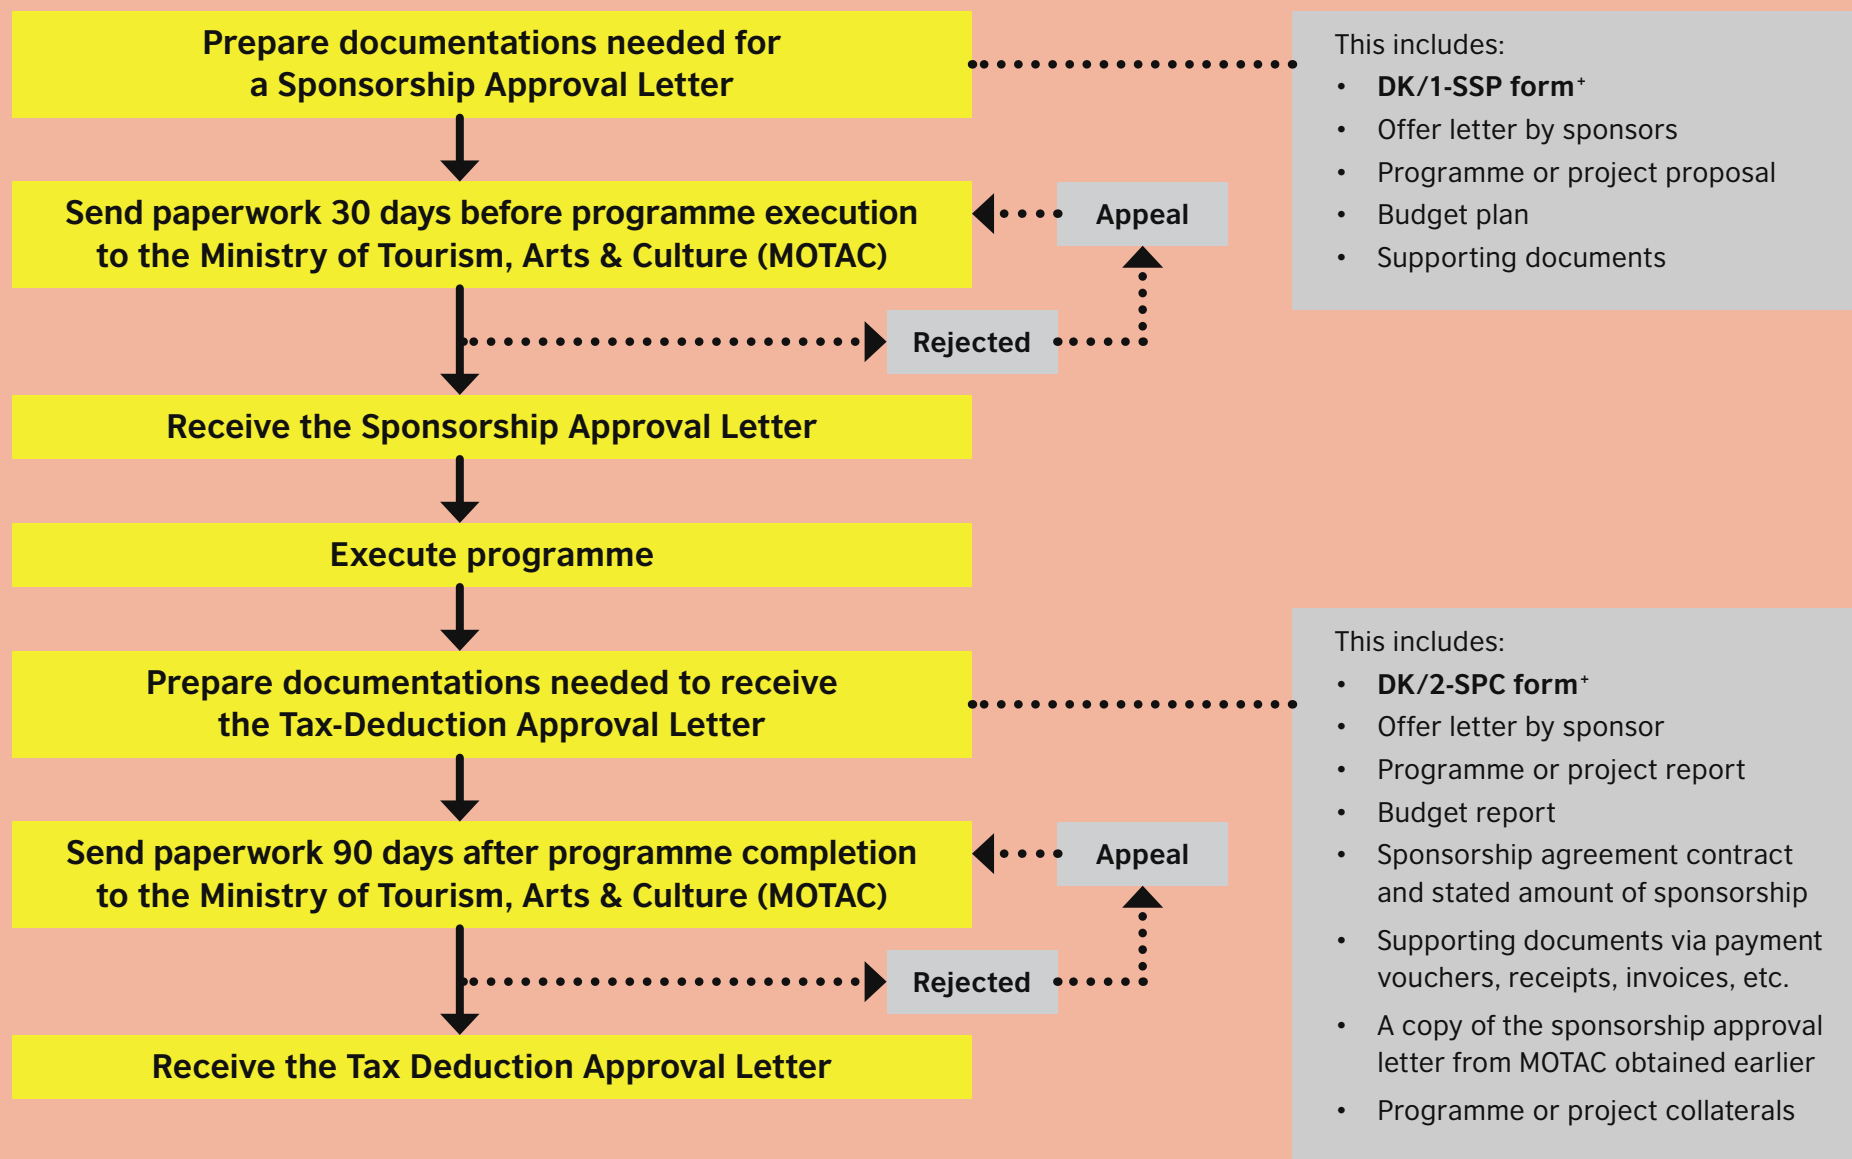 Prepare documentations needed for
a Sponsorship Approval Letter
This includes:
• DK/1-SSP form⁺
• Offer letter by sponsors
• Programme or project proposal
• Budget plan
• Supporting documents
Send paperwork 30 days before programme execution
to the Ministry of Tourism, Arts & Culture (MOTAC)
Appeal
Rejected
Receive the Sponsorship Approval Letter
Execute programme
Prepare documentations needed to receive
the Tax-Deduction Approval Letter
This includes:
• DK/2-SPC form⁺
• Offer letter by sponsor
• Programme or project report
• Budget report
• Sponsorship agreement contract
and stated amount of sponsorship
• Supporting documents via payment
vouchers, receipts, invoices, etc.
• A copy of the sponsorship approval
letter from MOTAC obtained earlier
• Programme or project collaterals
Send paperwork 90 days after programme completion
to the Ministry of Tourism, Arts & Culture (MOTAC)
Appeal
Rejected
Receive the Tax Deduction Approval Letter